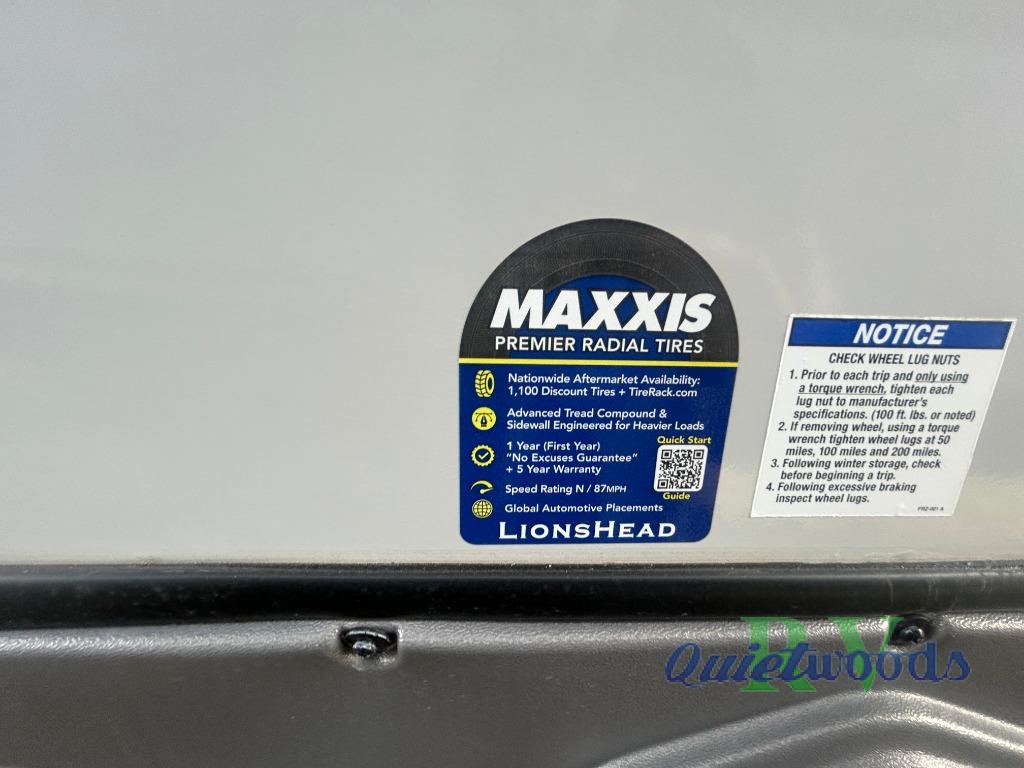 MAXXIS
PREMIER RADIAL TIRES
Nationwide Aftermarket Availability:
1,100 Discount Tires + TireRack.com
Advanced Tread Compound &
Sidewall Engineered for Heavier Loads
1 Year (First Year)
"No Excuses Guarantee"
+ 5 Year Warranty
Quick Start
Guide
Speed Rating N / 87MPH
Global Automotive Placements
LIONSHEAD
NOTICE
CHECK WHEEL LUG NUTS
1. Prior to each trip and only using
a torque wrench, tighten each
lug nut to manufacturer's
specifications. (100 ft. lbs. or noted)
2. If removing wheel, using a torque
wrench tighten wheel lugs at 50
miles, 100 miles and 200 miles.
3. Following winter storage, check
before beginning a trip.
4. Following excessive braking
inspect wheel lugs.
Quietwoods
RV